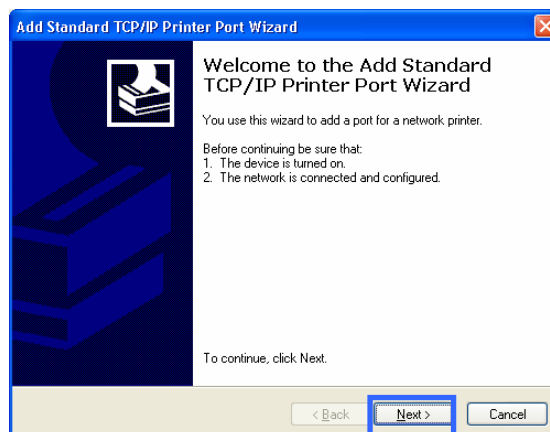 Add Standard TCP/IP Printer Port Wizard
Welcome to the Add Standard
TCP/IP Printer Port Wizard
You use this wizard to add a port for a network printer.
Before continuing be sure that:
1. The device is turned on.
2. The network is connected and configured.
To continue, click Next.
< Back Next > Cancel